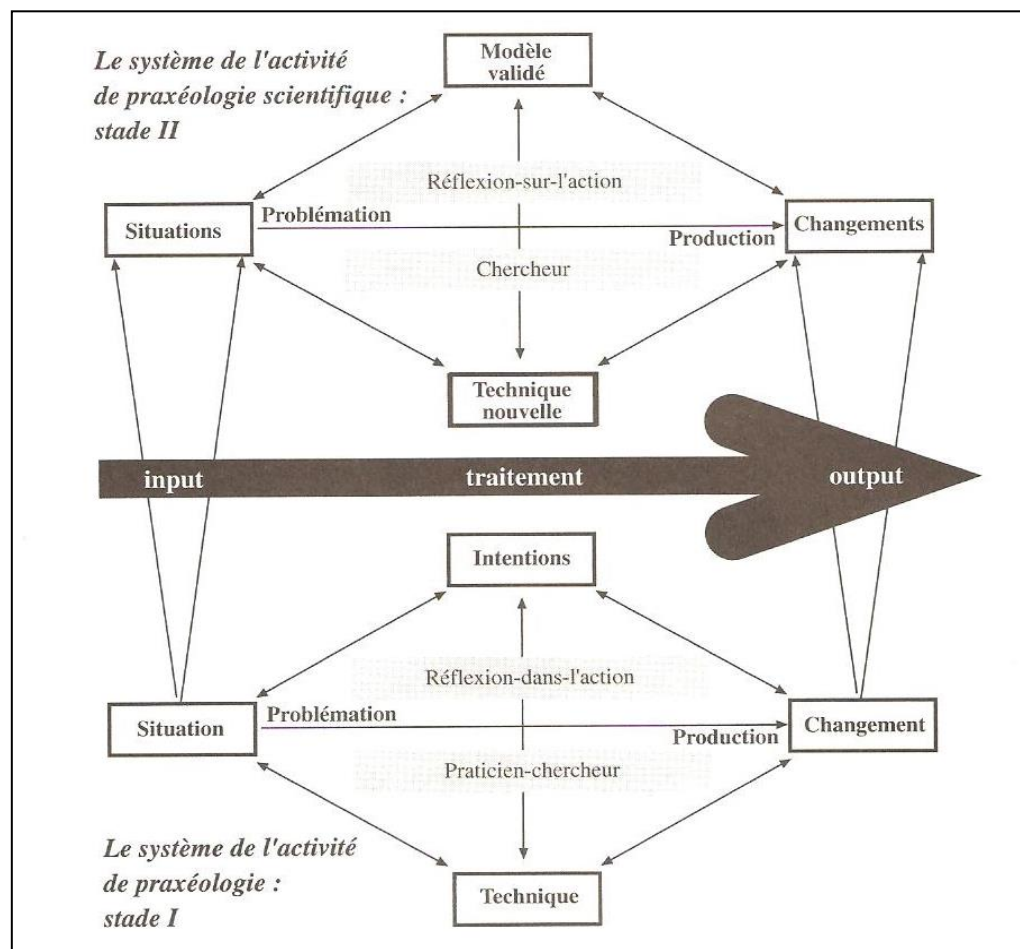 Le système de l'activité
de praxéologie scientifique :
stade II
Modèle
validé
Réflexion-sur-l'action
Situations
Problémation
Production
Changements
Chercheur
Technique
nouvelle
input
traitement
output
Intentions
Réflexion-dans-l'action
Situation
Problémation
Production
Changement
Praticien-chercheur
Le système de l'activité
de praxéologie :
stade I
Technique